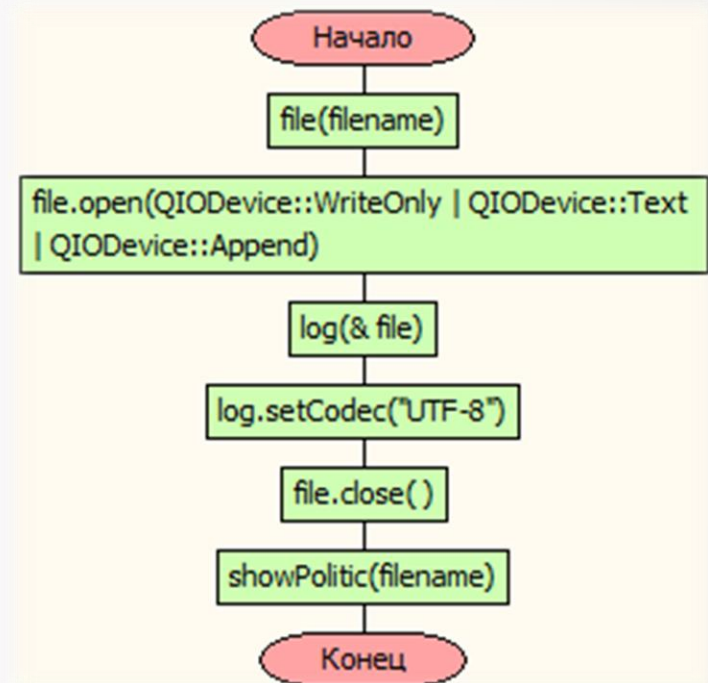 Начало
file(filename)
file.open(QIODevice::WriteOnly | QIODevice::Text
| QIODevice::Append)
log(& file)
log.setCodec("UTF-8")
file.close( )
showPolitic(filename)
Конец